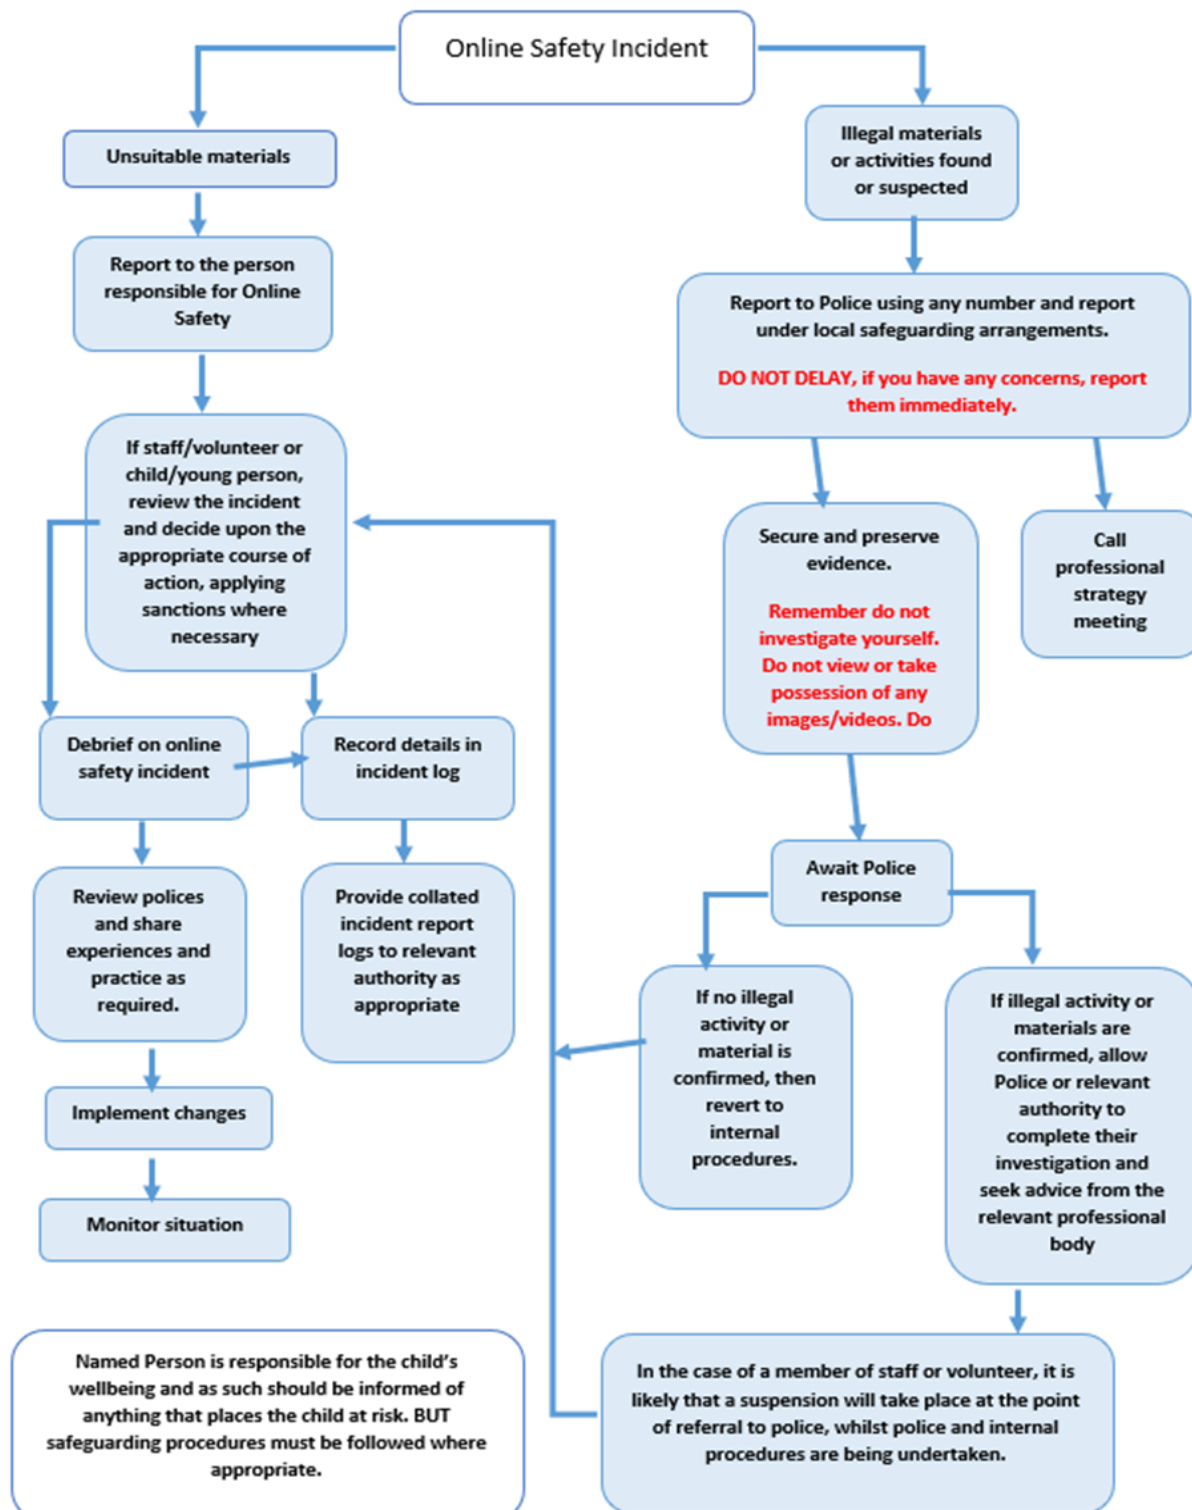 Online Safety Incident
Unsuitable materials
Report to the person
responsible for Online
Safety
If staff/volunteer or
child/young person,
review the incident
and decide upon the
appropriate course of
action, applying
sanctions where
necessary
Debrief on online
safety incident
Record details in
incident log
Review polices
and share
experiences and
practice as
required.
Provide collated
incident report
logs to relevant
authority as
appropriate
Implement changes
Monitor situation
Illegal materials
or activities found
or suspected
Report to Police using any number and report
under local safeguarding arrangements.
DO NOT DELAY, if you have any concerns, report
them immediately.
Secure and preserve
evidence.
Remember do not
investigate yourself.
Do not view or take
possession of any
images/videos. Do
Call
professional
strategy
meeting
Await Police
response
If no illegal
activity or
material is
confirmed, then
revert to
internal
procedures.
If illegal activity or
materials are
confirmed, allow
Police or relevant
authority to
complete their
investigation and
seek advice from the
relevant professional
body
In the case of a member of staff or volunteer, it is
likely that a suspension will take place at the point
of referral to police, whilst police and internal
procedures are being undertaken.
Named Person is responsible for the child's
wellbeing and as such should be informed of
anything that places the child at risk. BUT
safeguarding procedures must be followed where
appropriate.